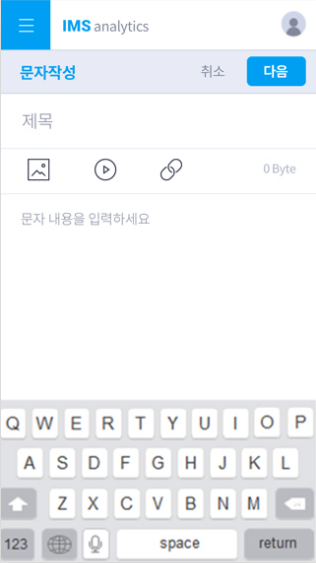 IMS analytics
문자작성 취소 다음
제목
0 Byte
문자 내용을 입력하세요
Q W E R T Y U I O P
A S D F G H J K L
Z X C V B N M
123 space return